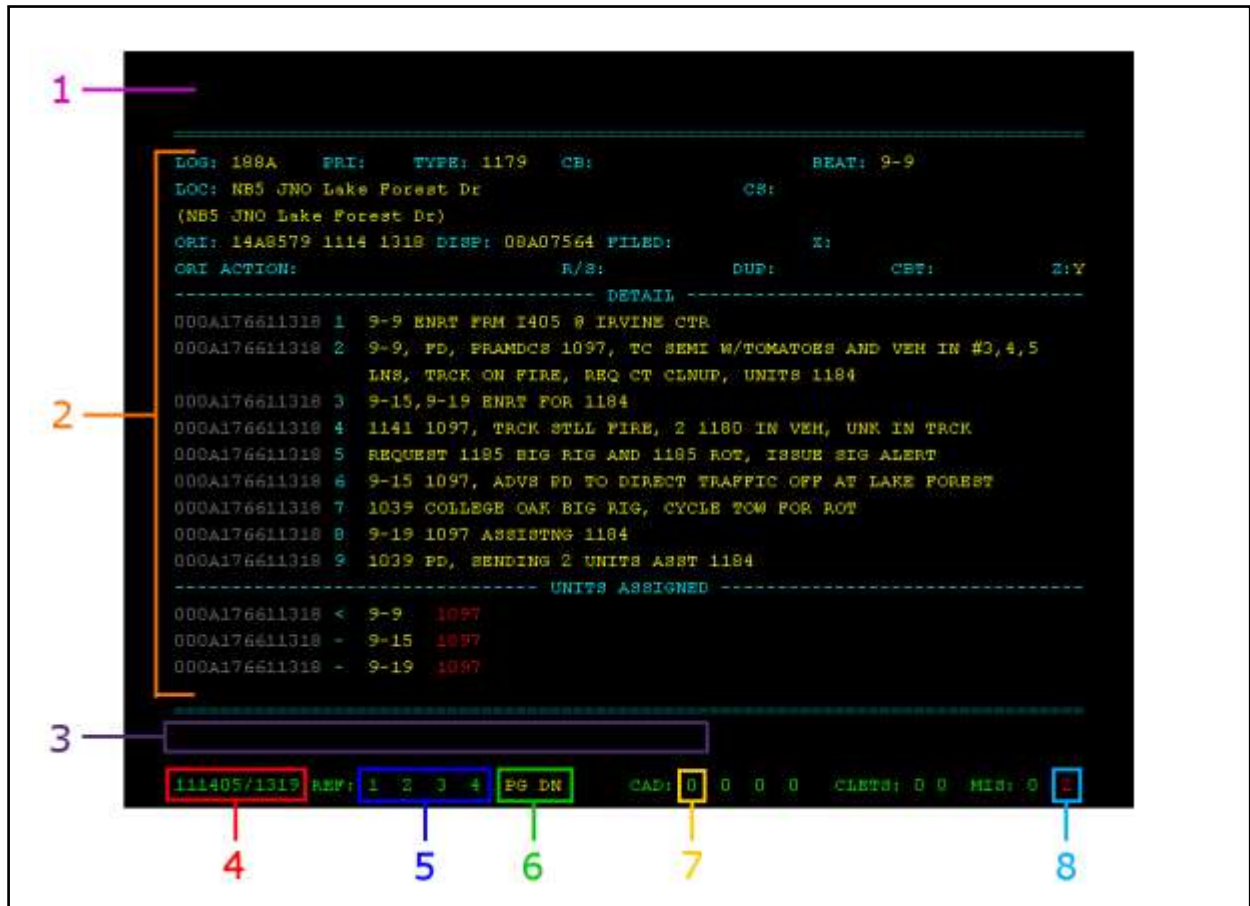 1
LOG: 188A PRI: TYPE: 1179 CB: BEAT: 9-9
LOC: NB5 JNO Lake Forest Dr CS:
(NB5 JNO Lake Forest Dr)
ORI: 14A8579 1114 1318 DISP: 08A07564 FILED: X:
ORI ACTION: R/S: DUP: CBT: Z:Y
DETAIL
000A176611318 1 9-9 ENRT FRM I405 @ IRVINE CTR
000A176611318 2 9-9, FD, PRAMDCS 1097, TC SEMI W/TOMATOES AND VEH IN #3,4,5
LNS, TRCK ON FIRE, REQ CT CLNUP, UNITS 1184
2
000A176611318 3 9-15,9-19 ENRT FOR 1184
000A176611318 4 1141 1097, TRCK STLL FIRE, 2 1180 IN VEH, UNK IN TRCK
000A176611318 5 REQUEST 1185 BIG RIG AND 1185 ROT, ISSUE SIG ALERT
000A176611318 6 9-15 1097, ADVS PD TO DIRECT TRAFFIC OFF AT LAKE FOREST
000A176611318 7 1039 COLLEGE OAK BIG RIG, CYCLE TOW FOR ROT
000A176611318 8 9-19 1097 ASSISTNG 1184
000A176611318 9 1039 PD, SENDING 2 UNITS ASST 1184
UNITS ASSIGNED
000A176611318 < 9-9 1097
000A176611318 - 9-15 1097
000A176611318 - 9-19 1097
3
111405/1319 REF: 1 2 3 4 PG DN CAD: 0 0 0 0 CLETS: 0 0 MIS: 0
4 5 6 7 8